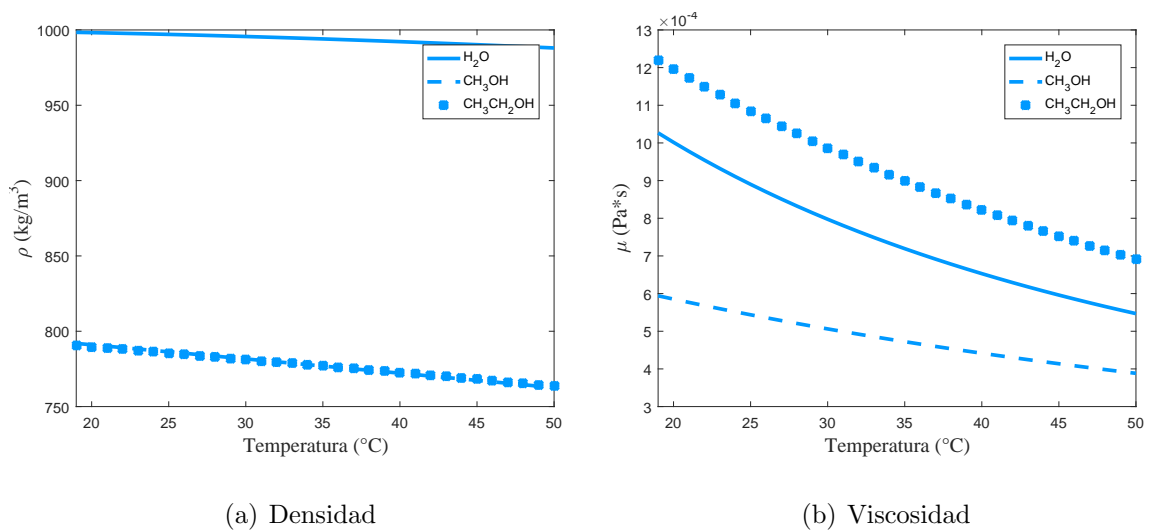 1000
950
900
850
800
750
ρ (kg/m³)
20 25 30 35 40 45 50
Temperatura (°C)
H₂O
CH₃OH
CH₃CH₂OH
(a) Densidad
×10⁻⁴
13
12
11
10
9
8
7
6
5
4
3
μ (Pa*s)
20 25 30 35 40 45 50
Temperatura (°C)
H₂O
CH₃OH
CH₃CH₂OH
(b) Viscosidad